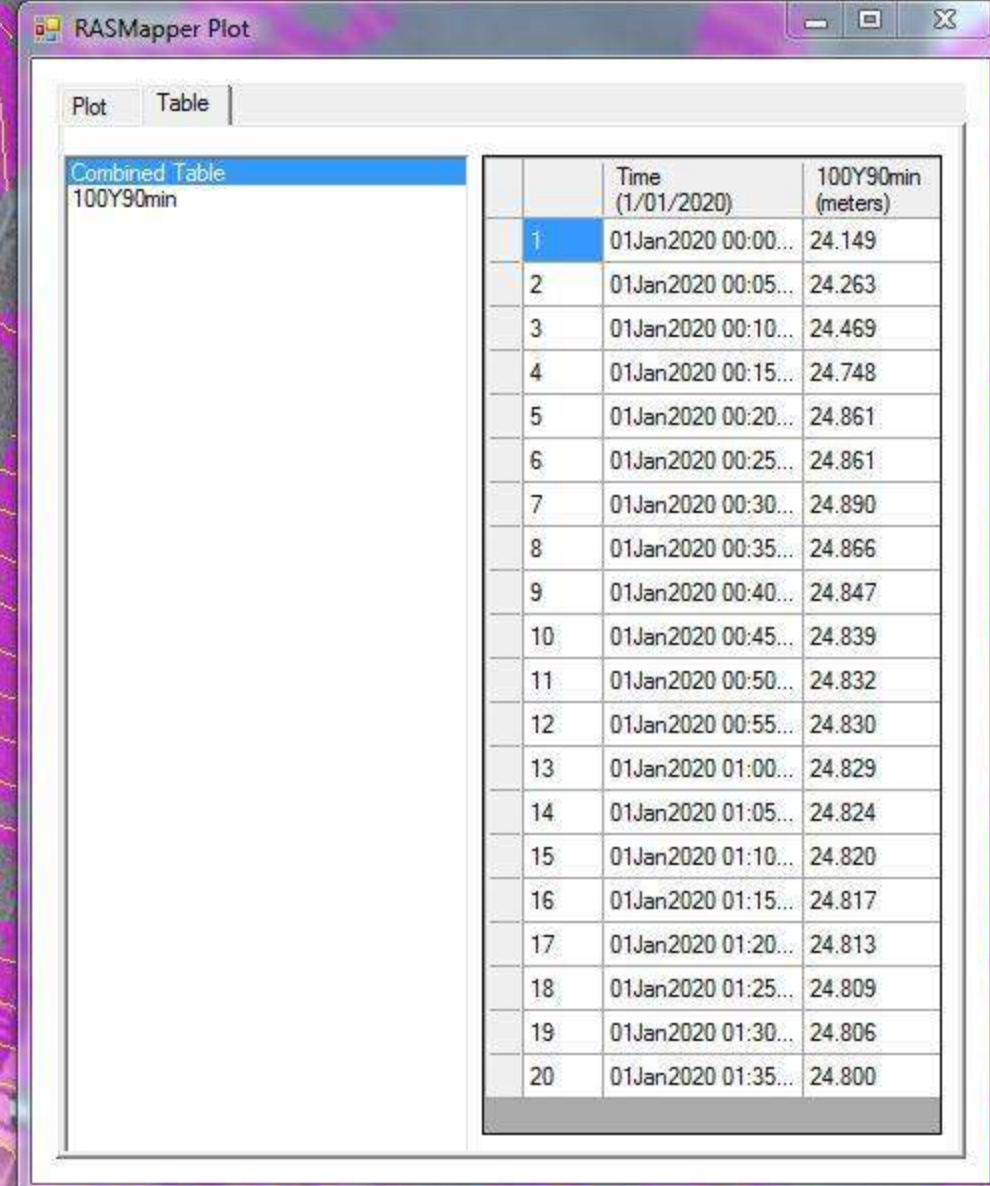 RASMapper Plot
Plot Table
Combined Table
100Y90min
Time (1/01/2020) 100Y90min (meters)
1 01Jan2020 00:00... 24.149
2 01Jan2020 00:05... 24.263
3 01Jan2020 00:10... 24.469
4 01Jan2020 00:15... 24.748
5 01Jan2020 00:20... 24.861
6 01Jan2020 00:25... 24.861
7 01Jan2020 00:30... 24.890
8 01Jan2020 00:35... 24.866
9 01Jan2020 00:40... 24.847
10 01Jan2020 00:45... 24.839
11 01Jan2020 00:50... 24.832
12 01Jan2020 00:55... 24.830
13 01Jan2020 01:00... 24.829
14 01Jan2020 01:05... 24.824
15 01Jan2020 01:10... 24.820
16 01Jan2020 01:15... 24.817
17 01Jan2020 01:20... 24.813
18 01Jan2020 01:25... 24.809
19 01Jan2020 01:30... 24.806
20 01Jan2020 01:35... 24.800